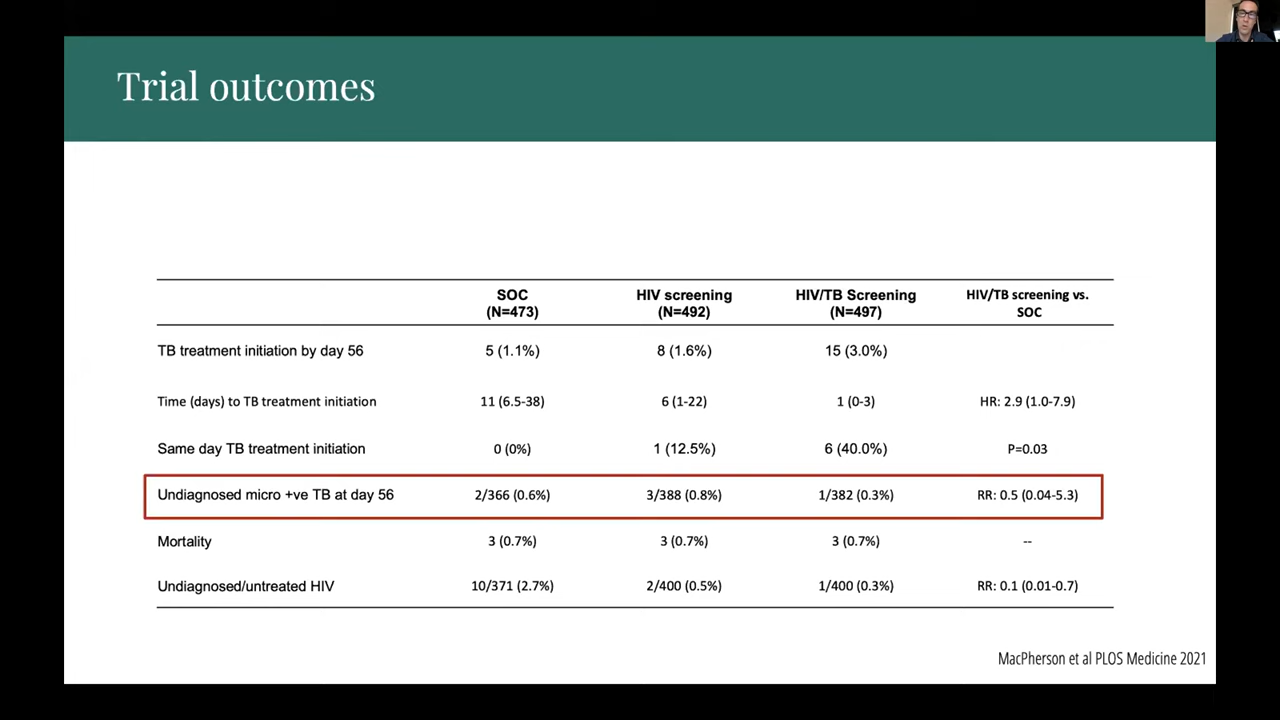 Trial outcomes
SOC HIV screening HIV/TB Screening HIV/TB screening vs.
(N=473) (N=492) (N=497) SOC
TB treatment initiation by day 56 5 (1.1%) 8 (1.6%) 15 (3.0%)
Time (days) to TB treatment initiation 11 (6.5-38) 6 (1-22) 1 (0-3) HR: 2.9 (1.0-7.9)
Same day TB treatment initiation 0 (0%) 1 (12.5%) 6 (40.0%) P=0.03
Undiagnosed micro +ve TB at day 56 2/366 (0.6%) 3/388 (0.8%) 1/382 (0.3%) RR: 0.5 (0.04-5.3)
Mortality 3 (0.7%) 3 (0.7%) 3 (0.7%) --
Undiagnosed/untreated HIV 10/371 (2.7%) 2/400 (0.5%) 1/400 (0.3%) RR: 0.1 (0.01-0.7)
MacPherson et al PLOS Medicine 2021